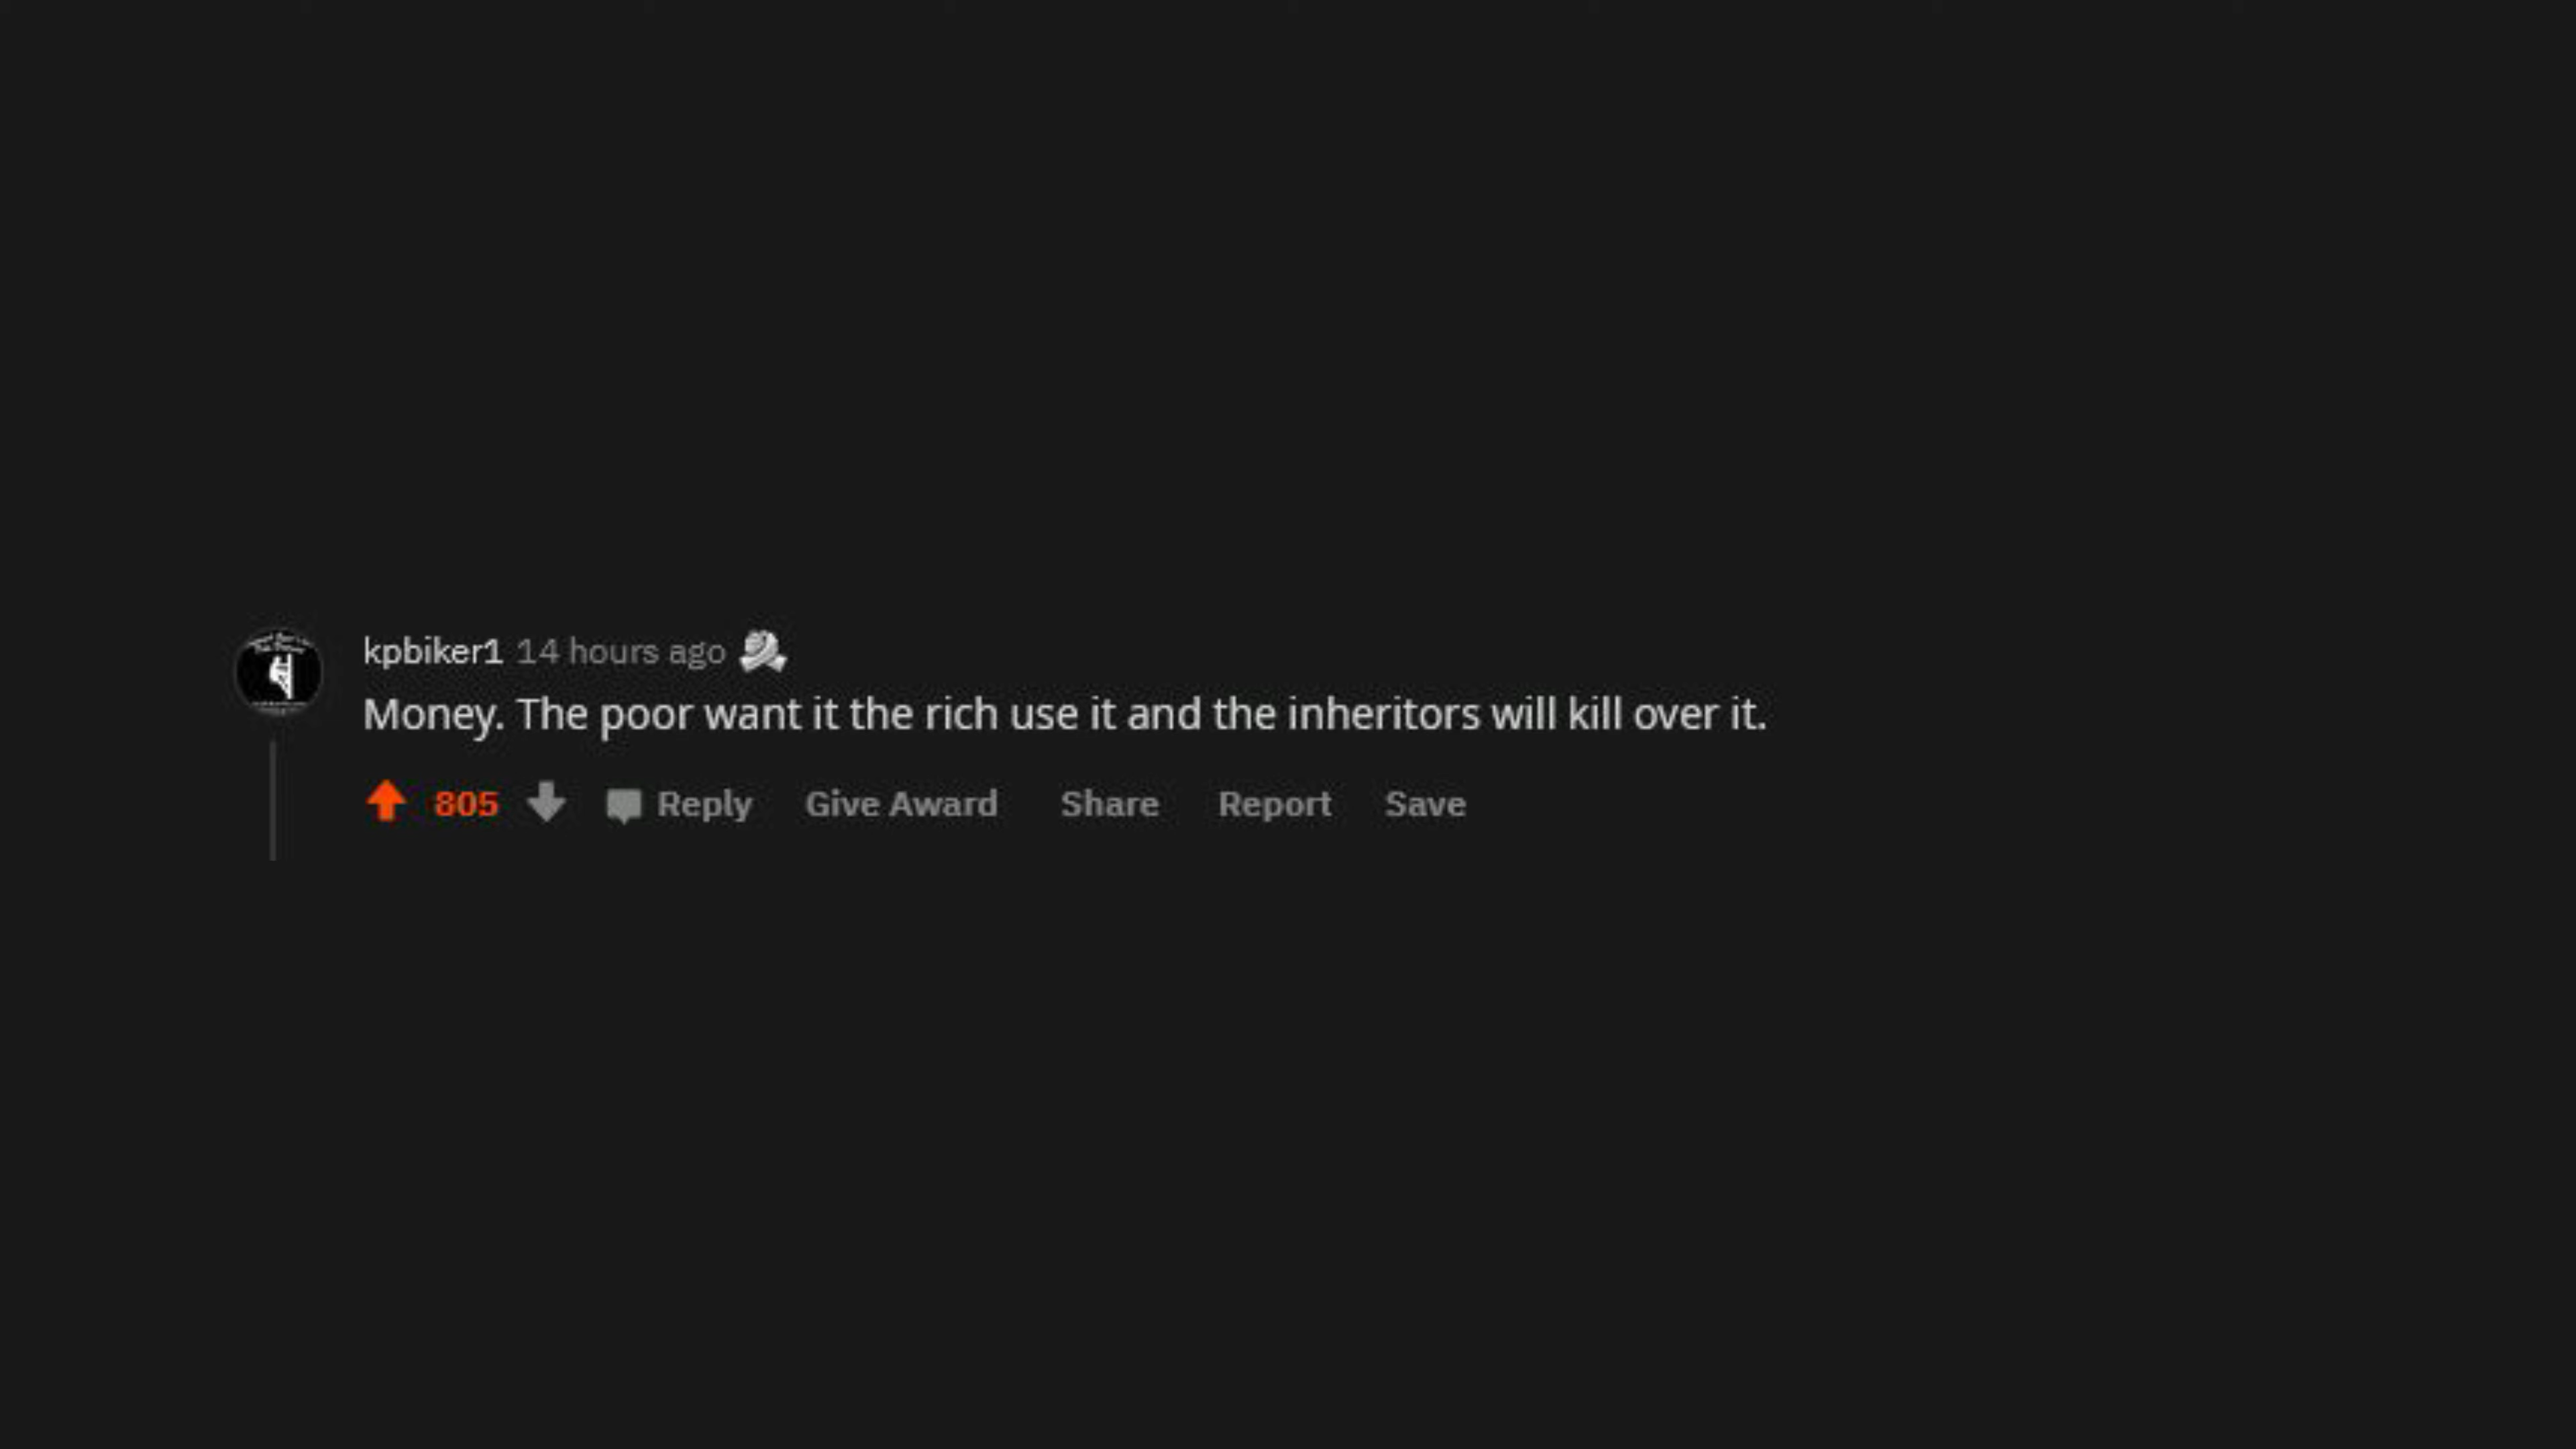 kpbiker1 14 hours ago
Money. The poor want it the rich use it and the inheritors will kill over it.
805 Reply Give Award Share Report Save